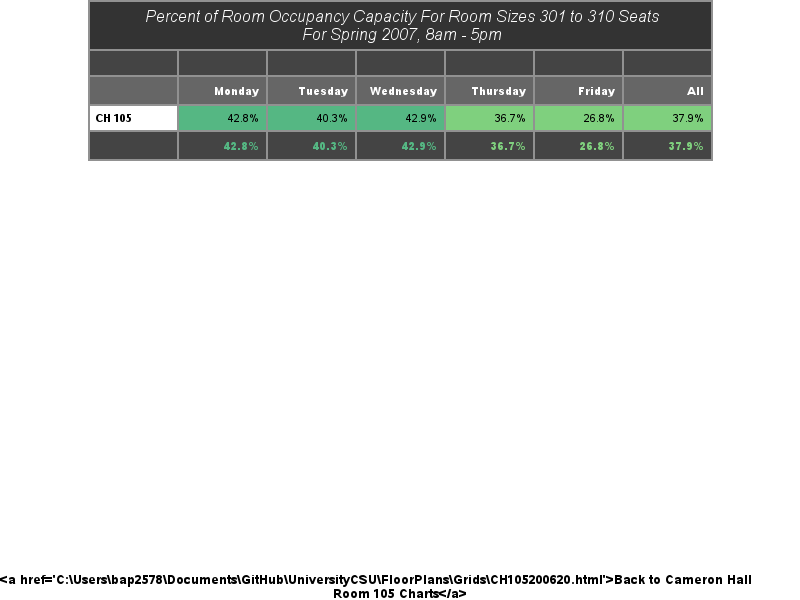 Percent of Room Occupancy Capacity For Room Sizes 301 to 310 Seats
For Spring 2007, 8am - 5pm
Monday Tuesday Wednesday Thursday Friday All
CH 105 42.8% 40.3% 42.9% 36.7% 26.8% 37.9%
42.8% 40.3% 42.9% 36.7% 26.8% 37.9%
<a href='C:\Users\bap2578\Documents\GitHub\UniversityCSU\FloorPlans\Grids\CH105200620.html'>Back to Cameron Hall
Room 105 Charts</a>